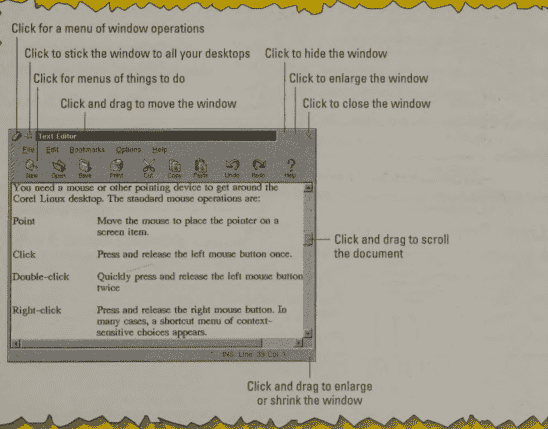 Click for a menu of window operations
Click to stick the window to all your desktops
Click to hide the window
Click for menus of things to do
Click to enlarge the window
Click and drag to move the window
Click to close the window
Text Editor
File Edit Bookmarks Options Help
New Open Save Print Cut Copy Paste Undo Redo Help
You need a mouse or other pointing device to get around the
Corel Linux desktop. The standard mouse operations are:
Point Move the mouse to place the pointer on a
screen item.
Click Press and release the left mouse button once.
Double-click Quickly press and release the left mouse button
twice
Right-click Press and release the right mouse button. In
many cases, a shortcut menu of context-
sensitive choices appears.
Click and drag to scroll
the document
INS Line: 39 Col: 1
Click and drag to enlarge
or shrink the window